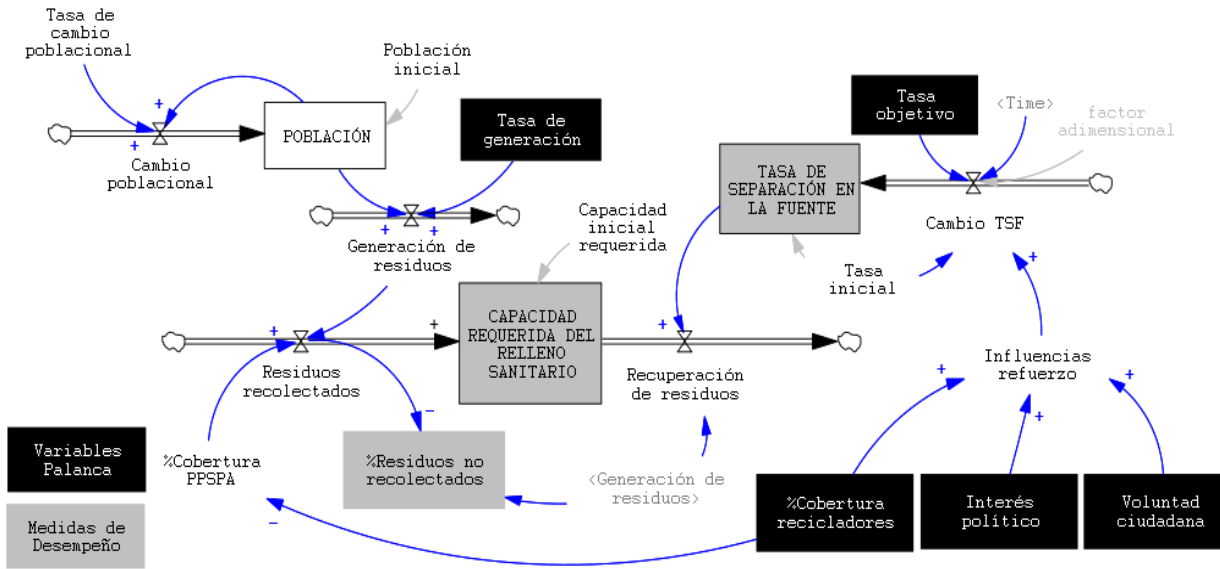 Tasa de
cambio
poblacional
Población
inicial
POBLACIÓN
Cambio
poblacional
Tasa de
generación
Tasa
objetivo
<Time>
factor
adimensional
TASA DE
SEPARACIÓN EN
LA FUENTE
Cambio TSF
Generación de
residuos
Capacidad
inicial
requerida
Tasa
inicial
CAPACIDAD
REQUERIDA DEL
RELLENO
SANITARIO
Residuos
recolectados
Recuperación
de residuos
Influencias
refuerzo
Variables
Palanca
%Cobertura
PPSPA
%Residuos no
recolectados
<Generación de
residuos>
%Cobertura
recicladores
Interés
político
Voluntad
ciudadana
Medidas de
Desempeño